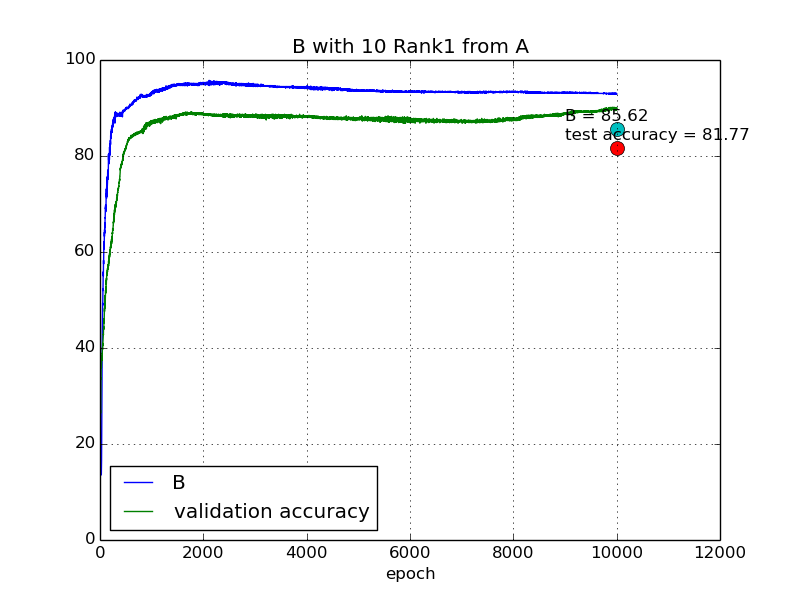 B with 10 Rank1 from A
100
80
60
40
20
0
B = 85.62
test accuracy = 81.77
B
validation accuracy
0 2000 4000 6000 8000 10000 12000
epoch